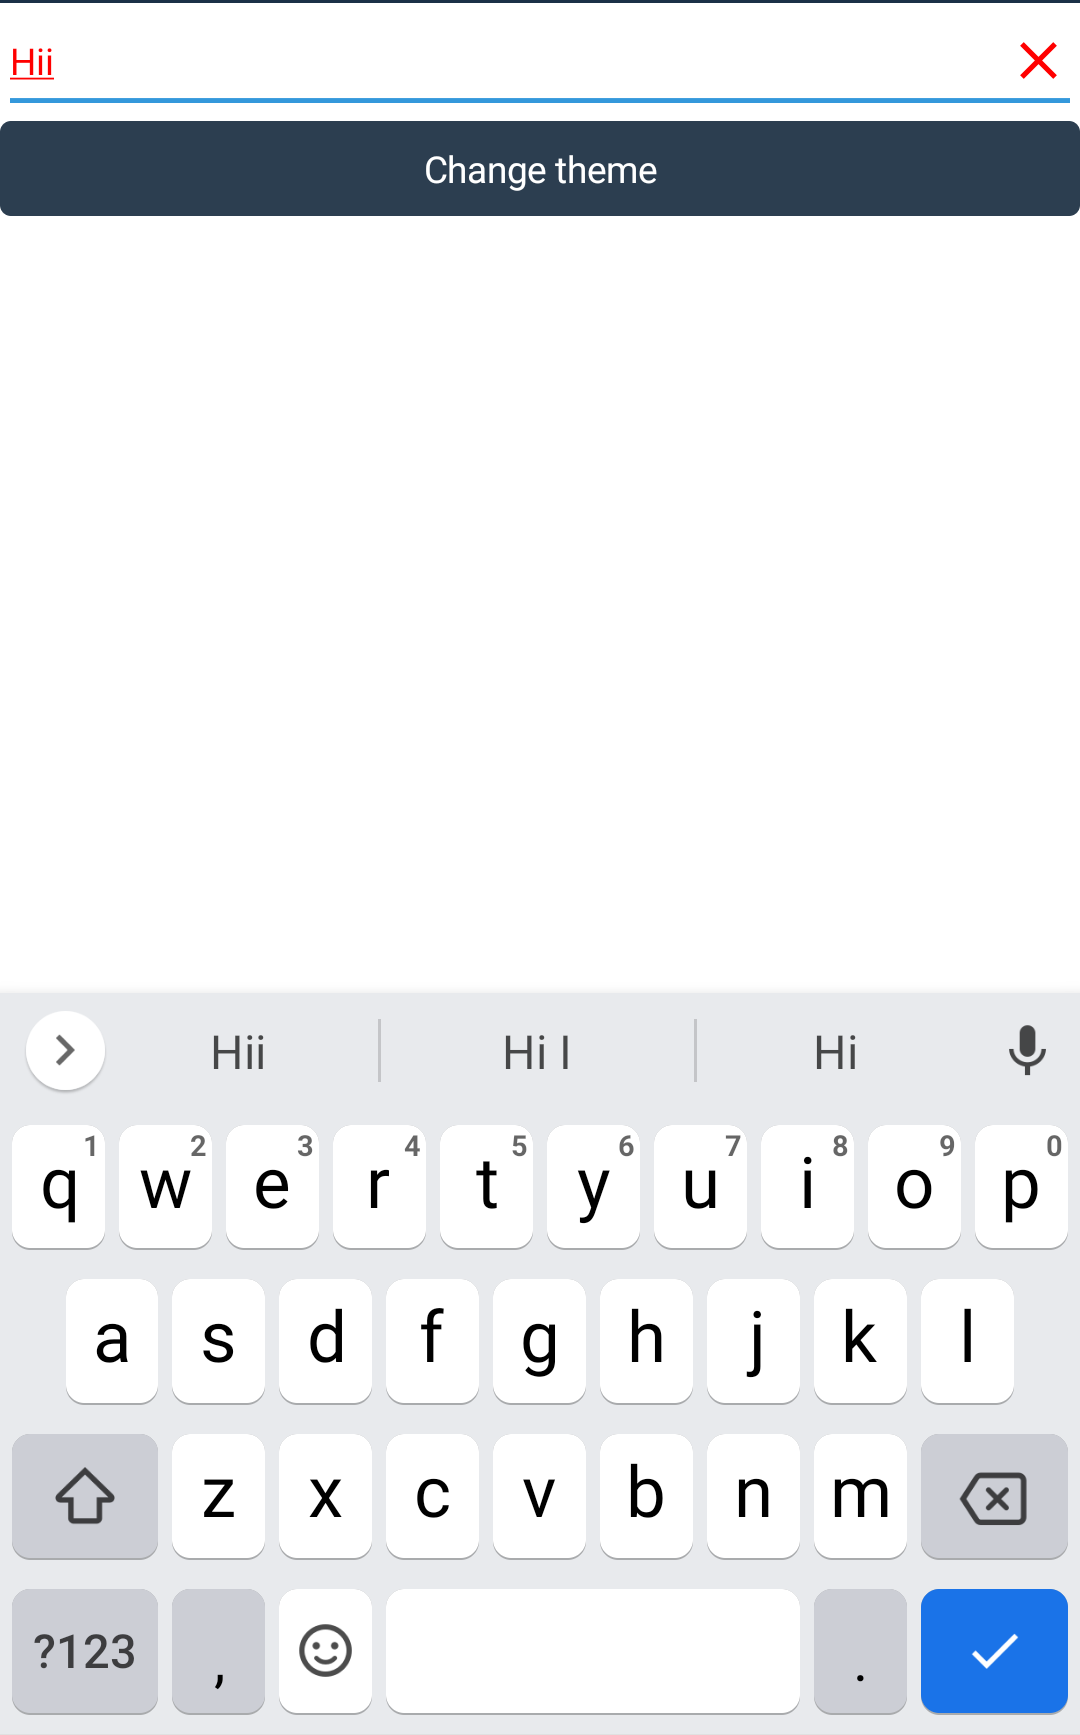 Hii
Change theme
Hii Hi I Hi
1 2 3 4 5 6 7 8 9 0
q w e r t y u i o p
a s d f g h j k l
z x c v b n m
?123 , .